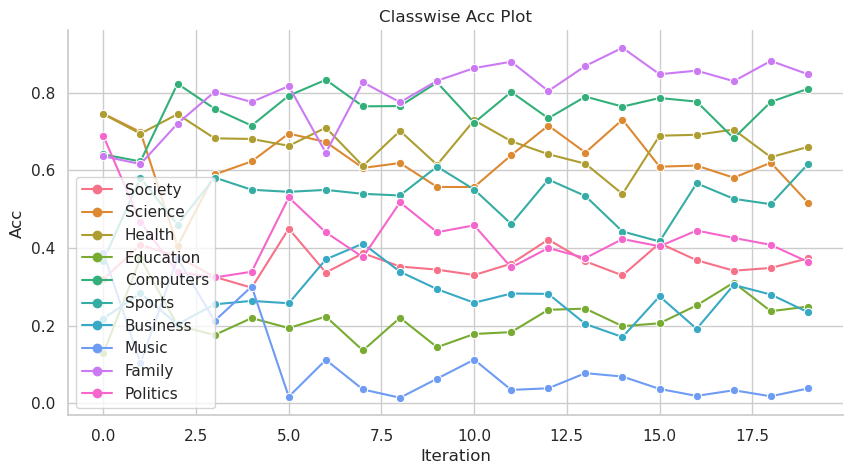 Classwise Acc Plot
Acc
0.8
0.6
0.4
0.2
0.0
Society
Science
Health
Education
Computers
Sports
Business
Music
Family
Politics
0.0 2.5 5.0 7.5 10.0 12.5 15.0 17.5
Iteration